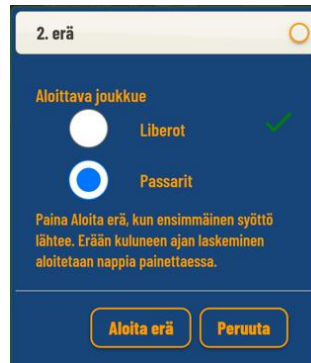 2. erä
Aloittava joukkue
Liberot
Passarit
Paina Aloita erä, kun ensimmäinen syöttö
lähtee. Erään kuluneen ajan laskeminen
aloitetaan nappia painettaessa.
Aloita erä Peruuta